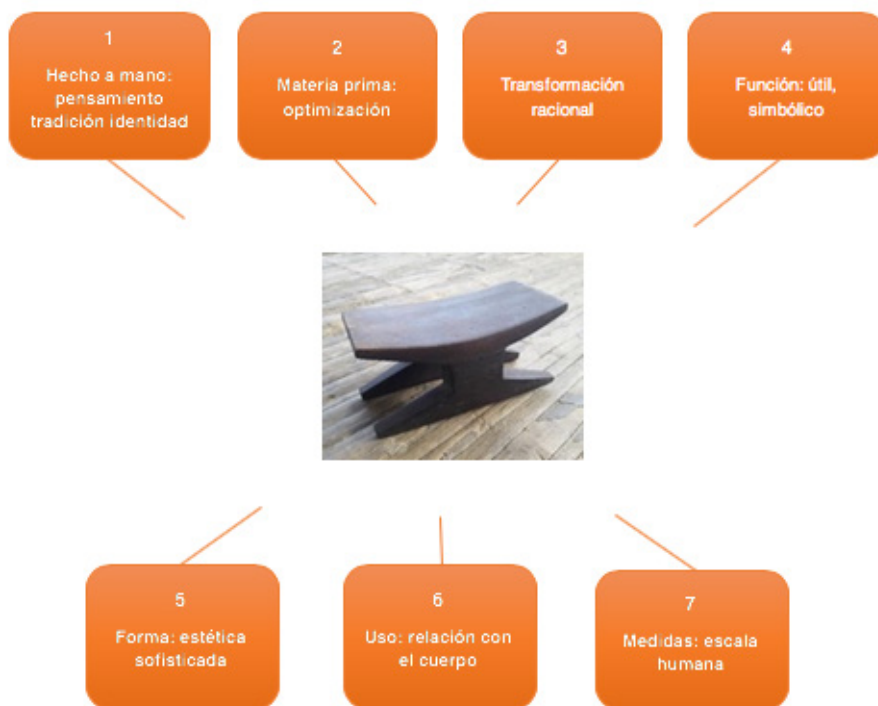 1
Hecho a mano:
pensamiento
tradición identidad
2
Materia prima:
optimización
3
Transformación
racional
4
Función: útil,
simbólico
5
Forma: estética
sofisticada
6
Uso: relación con
el cuerpo
7
Medidas: escala
humana